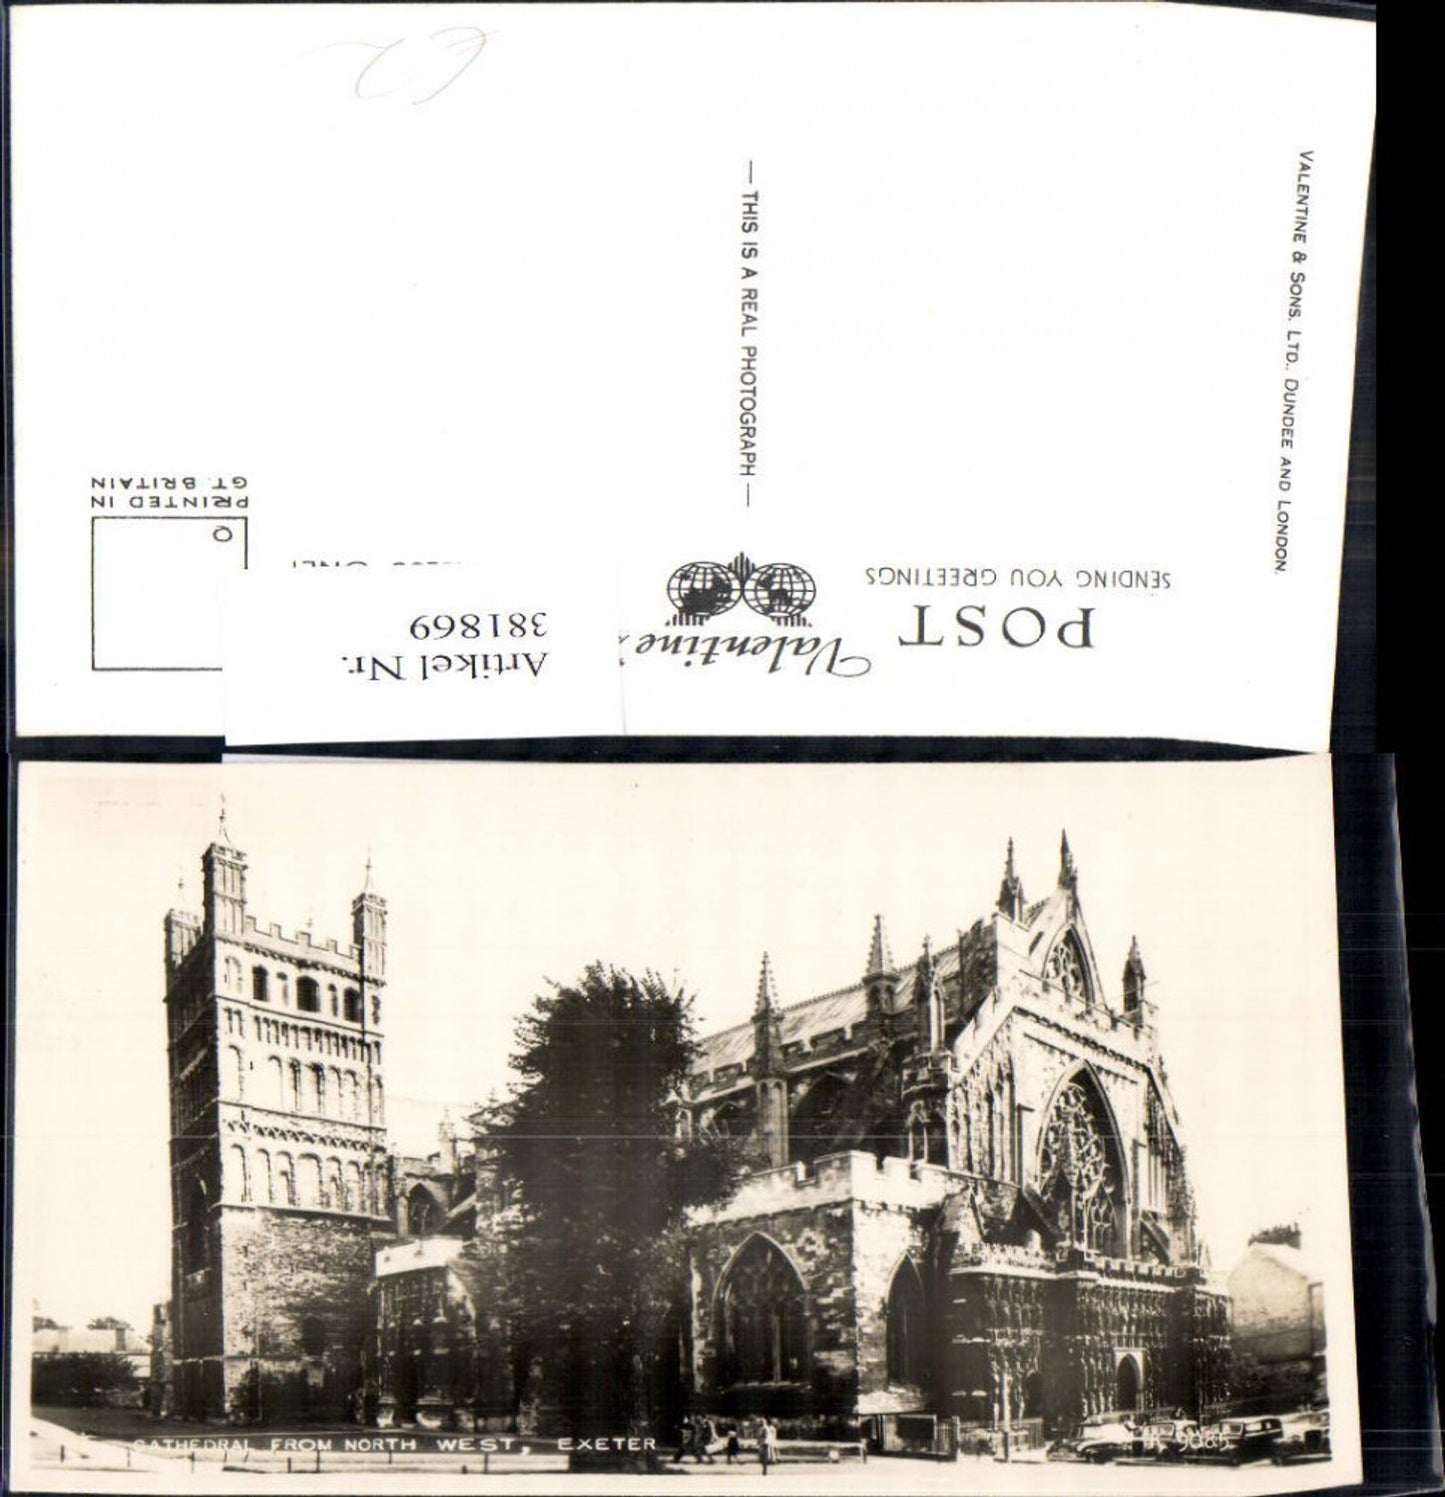 VALENTINE & SONS. LTD., DUNDEE AND LONDON.
SENDING YOU GREETINGS
POST
Valentine's
— THIS IS A REAL PHOTOGRAPH —
Artikel Nr.
381869
PRINTED IN
GT. BRITAIN
£2
CATHEDRAL FROM NORTH WEST, EXETER